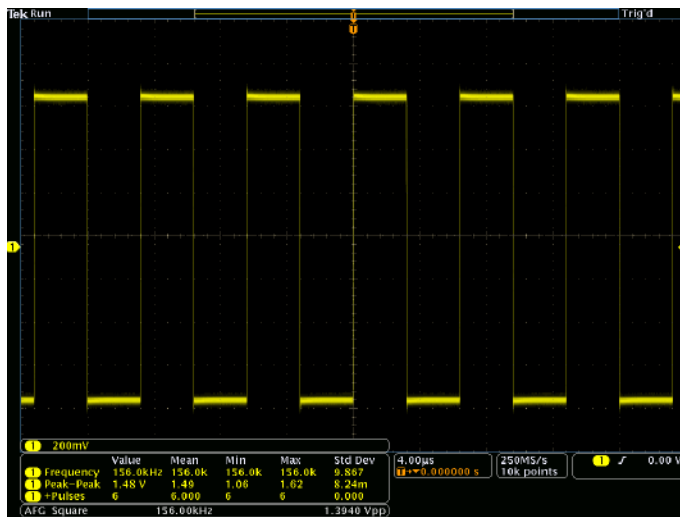 Tek Run Trig'd
T
T
1
1 200mV
Value Mean Min Max Std Dev
1 Frequency 156.0kHz 156.0k 156.0k 156.0k 9.867
1 Peak-Peak 1.48 V 1.49 1.06 1.62 8.24m
1 +Pulses 6 6.000 6 6 0.000
4.00µs
T→▾0.000000 s
250MS/s
10k points
1 0.00 V
AFG Square 156.00kHz 1.3940 Vpp